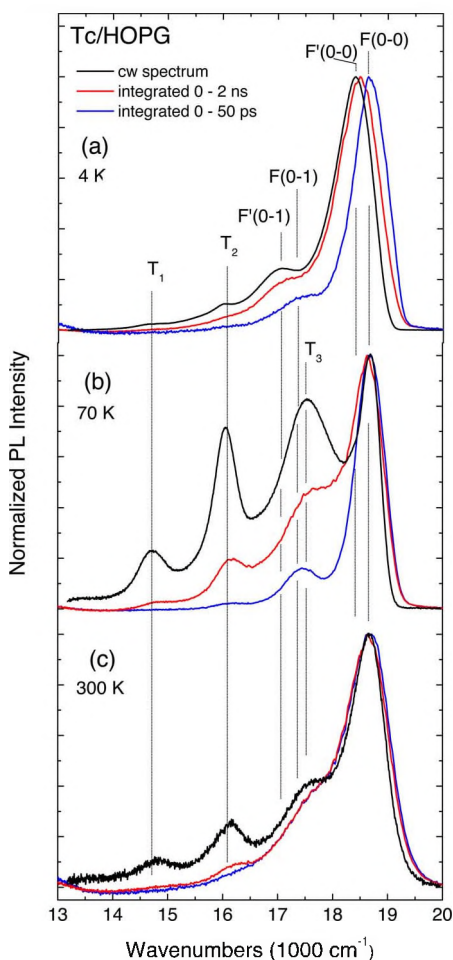 Tc/HOPG
cw spectrum
integrated 0 - 2 ns
integrated 0 - 50 ps
F'(0-0)
F(0-0)
(a)
4 K
F(0-1)
F'(0-1)
T₁
T₂
T₃
(b)
70 K
(c)
300 K
Normalized PL Intensity
13 14 15 16 17 18 19 20
Wavenumbers (1000 cm⁻¹)